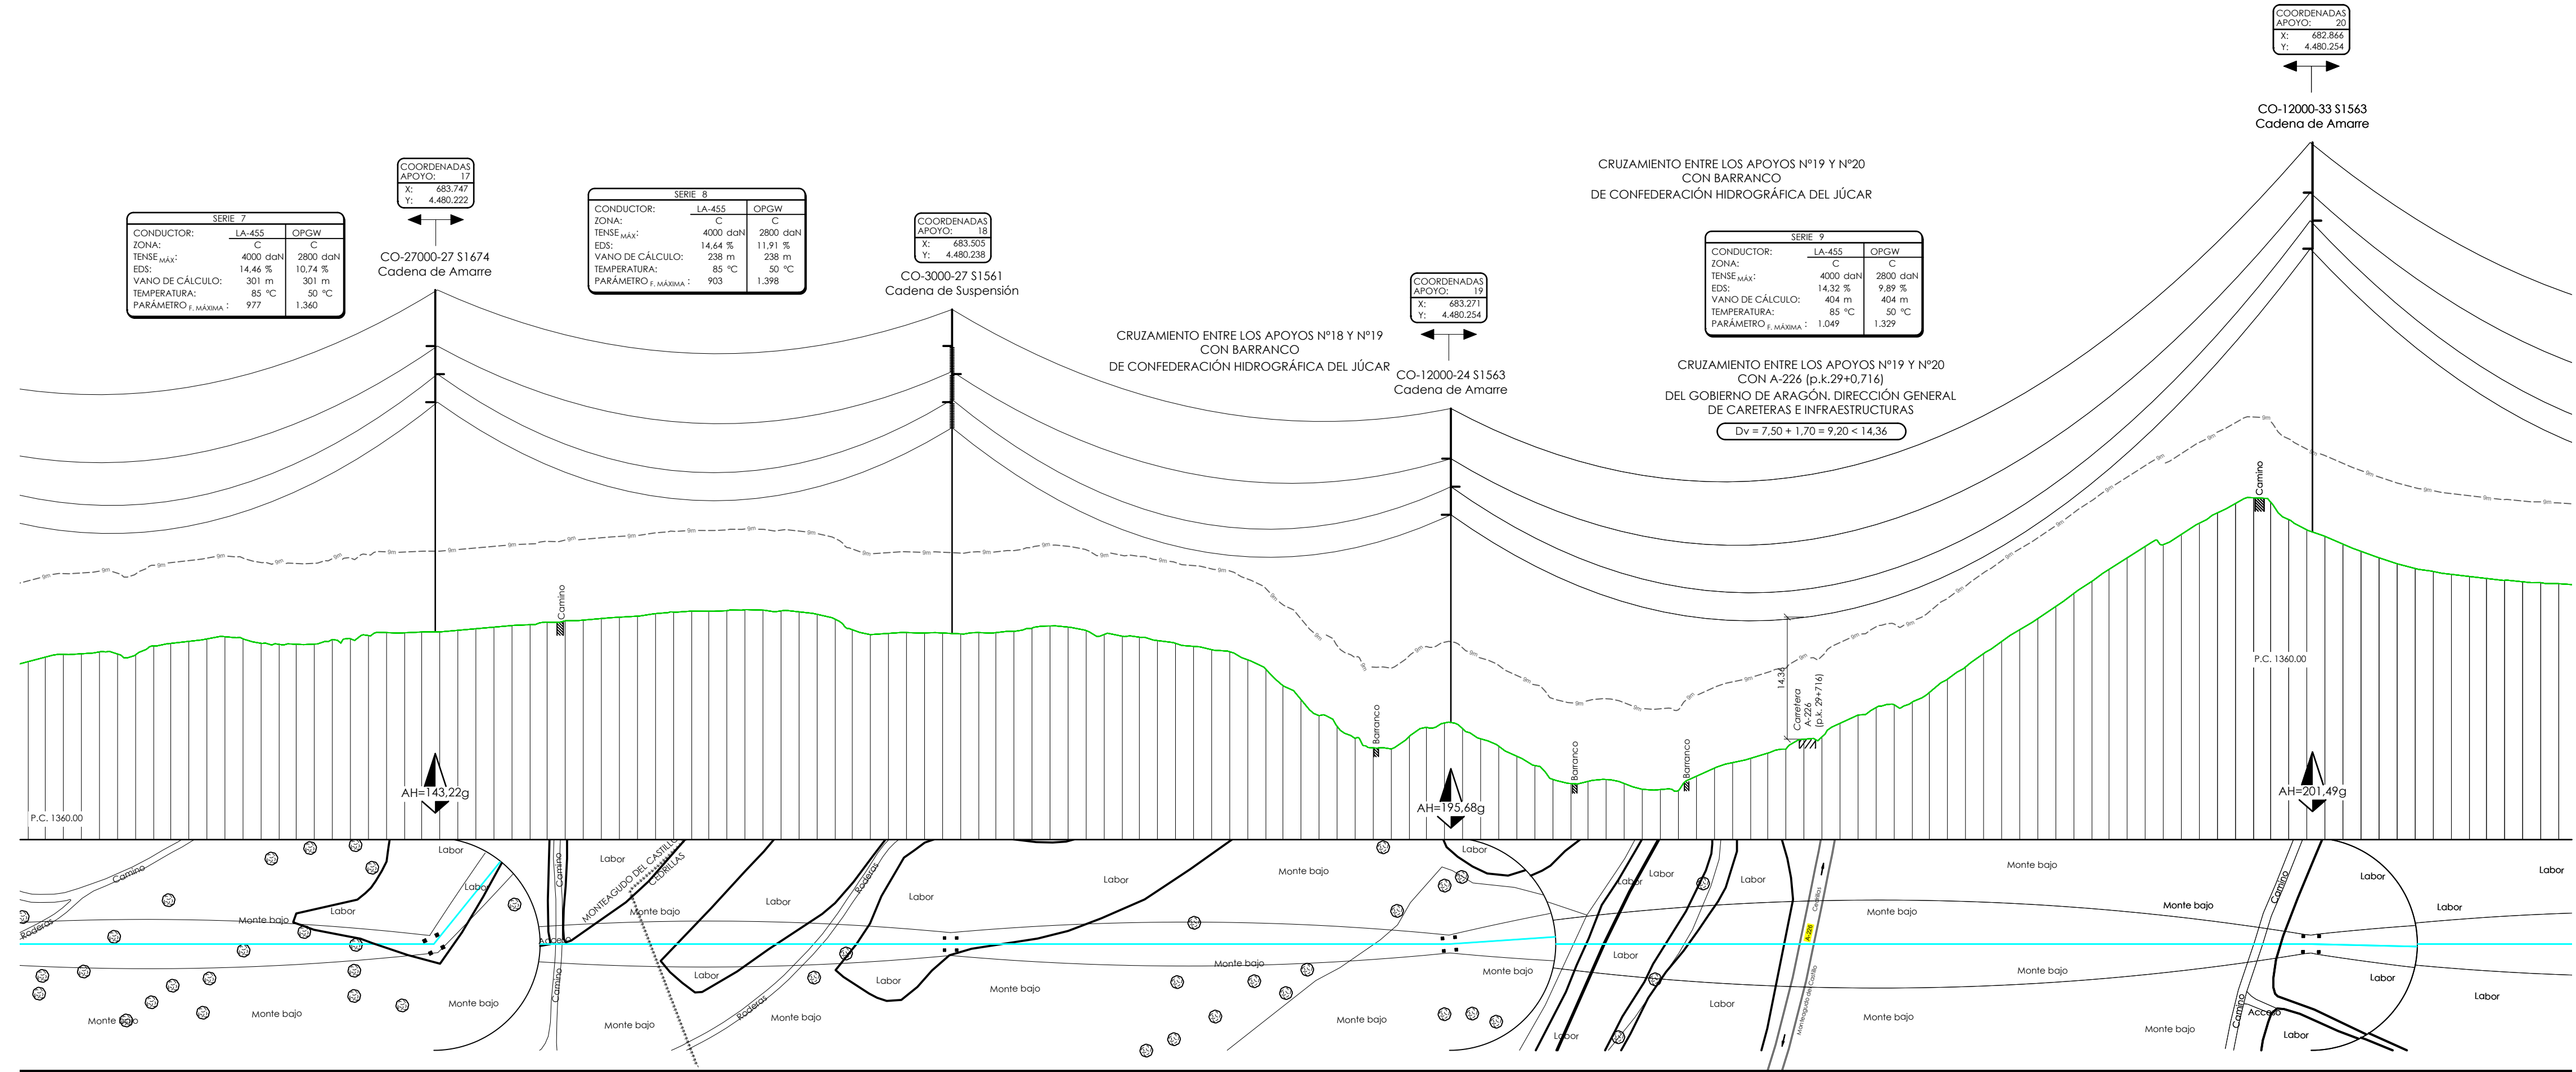 COORDENADAS
APOYO: 20
X: 682.866
Y: 4.480.254
CO-12000-33 S1563
Cadena de Amarre
COORDENADAS
APOYO: 17
X: 683.747
Y: 4.480.222
CO-27000-27 S1674
Cadena de Amarre
SERIE 7
CONDUCTOR: LA-455 OPGW
ZONA: C C
TENSE MÁX: 4000 daN 2800 daN
EDS: 14,46 % 10,74 %
VANO DE CÁLCULO: 301 m 301 m
TEMPERATURA: 85 ºC 50 ºC
PARÁMETRO F. MÁXIMA : 977 1.360
SERIE 8
CONDUCTOR: LA-455 OPGW
ZONA: C C
TENSE MÁX: 4000 daN 2800 daN
EDS: 14,64 % 11,91 %
VANO DE CÁLCULO: 238 m 238 m
TEMPERATURA: 85 ºC 50 ºC
PARÁMETRO F. MÁXIMA : 903 1.398
COORDENADAS
APOYO: 18
X: 683.505
Y: 4.480.238
CO-3000-27 S1561
Cadena de Suspensión
CRUZAMIENTO ENTRE LOS APOYOS Nº18 Y Nº19
CON BARRANCO
DE CONFEDERACIÓN HIDROGRÁFICA DEL JÚCAR
COORDENADAS
APOYO: 19
X: 683.271
Y: 4.480.254
CO-12000-24 S1563
Cadena de Amarre
CRUZAMIENTO ENTRE LOS APOYOS Nº19 Y Nº20
CON BARRANCO
DE CONFEDERACIÓN HIDROGRÁFICA DEL JÚCAR
SERIE 9
CONDUCTOR: LA-455 OPGW
ZONA: C C
TENSE MÁX: 4000 daN 2800 daN
EDS: 14,32 % 9,89 %
VANO DE CÁLCULO: 404 m 404 m
TEMPERATURA: 85 ºC 50 ºC
PARÁMETRO F. MÁXIMA : 1.049 1.329
CRUZAMIENTO ENTRE LOS APOYOS Nº19 Y Nº20
CON A-226 (p.k.29+0,716)
DEL GOBIERNO DE ARAGÓN. DIRECCIÓN GENERAL
DE CARETERAS E INFRAESTRUCTURAS
Dv = 7,50 + 1,70 = 9,20 < 14,36
9m
Camino
Barranco
Barranco
Barranco
14,36
Carretera
A-226
(p.k. 29+716)
Camino
P.C. 1360.00
P.C. 1360.00
AH=143,22g
AH=195,68g
AH=201,49g
Camino
Roderas
Monte bajo
Labor
Labor
Labor
Monte bajo
Monte bajo
Monte bajo
Acceso
Camino
Camino
Labor
MONTEAGUDO DEL CASTILLO
CEDRILLAS
Monte bajo
Monte bajo
Labor
Labor
Roderas
Roderas
Monte bajo
Labor
Labor
Labor
Monte bajo
Monte bajo
Monte bajo
Monte bajo
Labor
Monte bajo
Labor
Labor
Labor
Labor
Labor
Labor
A-226
Cedrillas
Monteagudo del Castillo
Monte bajo
Monte bajo
Monte bajo
Monte bajo
Monte bajo
Monte bajo
Camino
Camino
Acceso
Labor
Labor
Labor
Labor
Labor
Labor